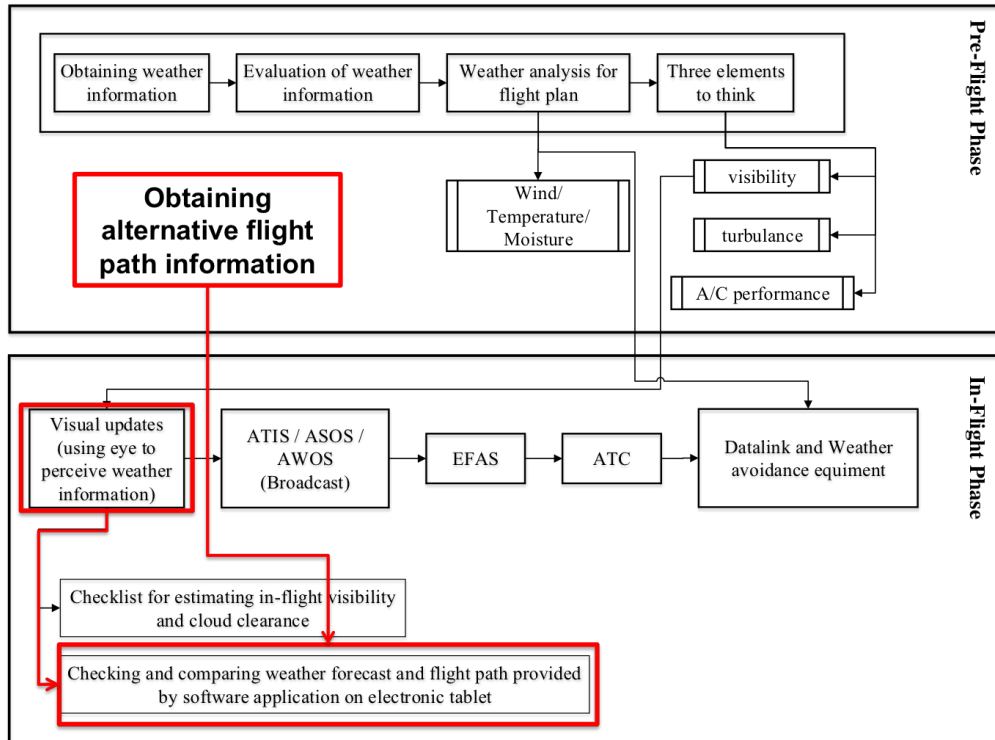 Pre-Flight Phase
Obtaining weather
information
Evaluation of weather
information
Weather analysis for
flight plan
Three elements
to think
Wind/
Temperature/
Moisture
visibility
turbulance
A/C performance
Obtaining
alternative flight
path information
In-Flight Phase
Visual updates
(using eye to
perceive weather
information)
ATIS / ASOS /
AWOS
(Broadcast)
EFAS
ATC
Datalink and Weather
avoidance equiment
Checklist for estimating in-flight visibility
and cloud clearance
Checking and comparing weather forecast and flight path provided
by software application on electronic tablet